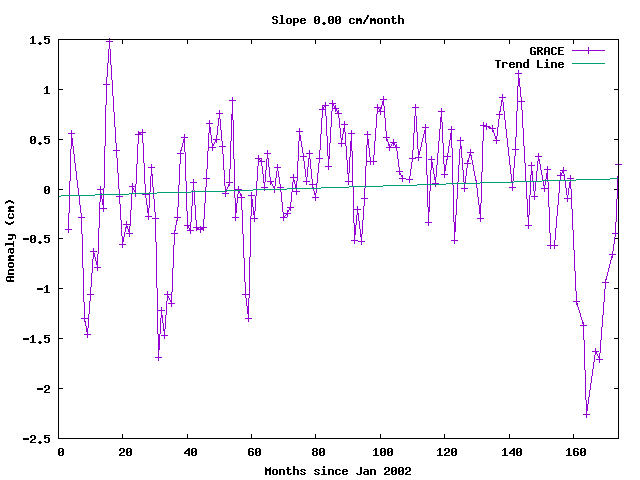 Slope 0.00 cm/month
1.5
GRACE
Trend Line
1
0.5
0
-0.5
-1
-1.5
-2
-2.5
Anomaly (cm)
0 20 40 60 80 100 120 140 160
Months since Jan 2002